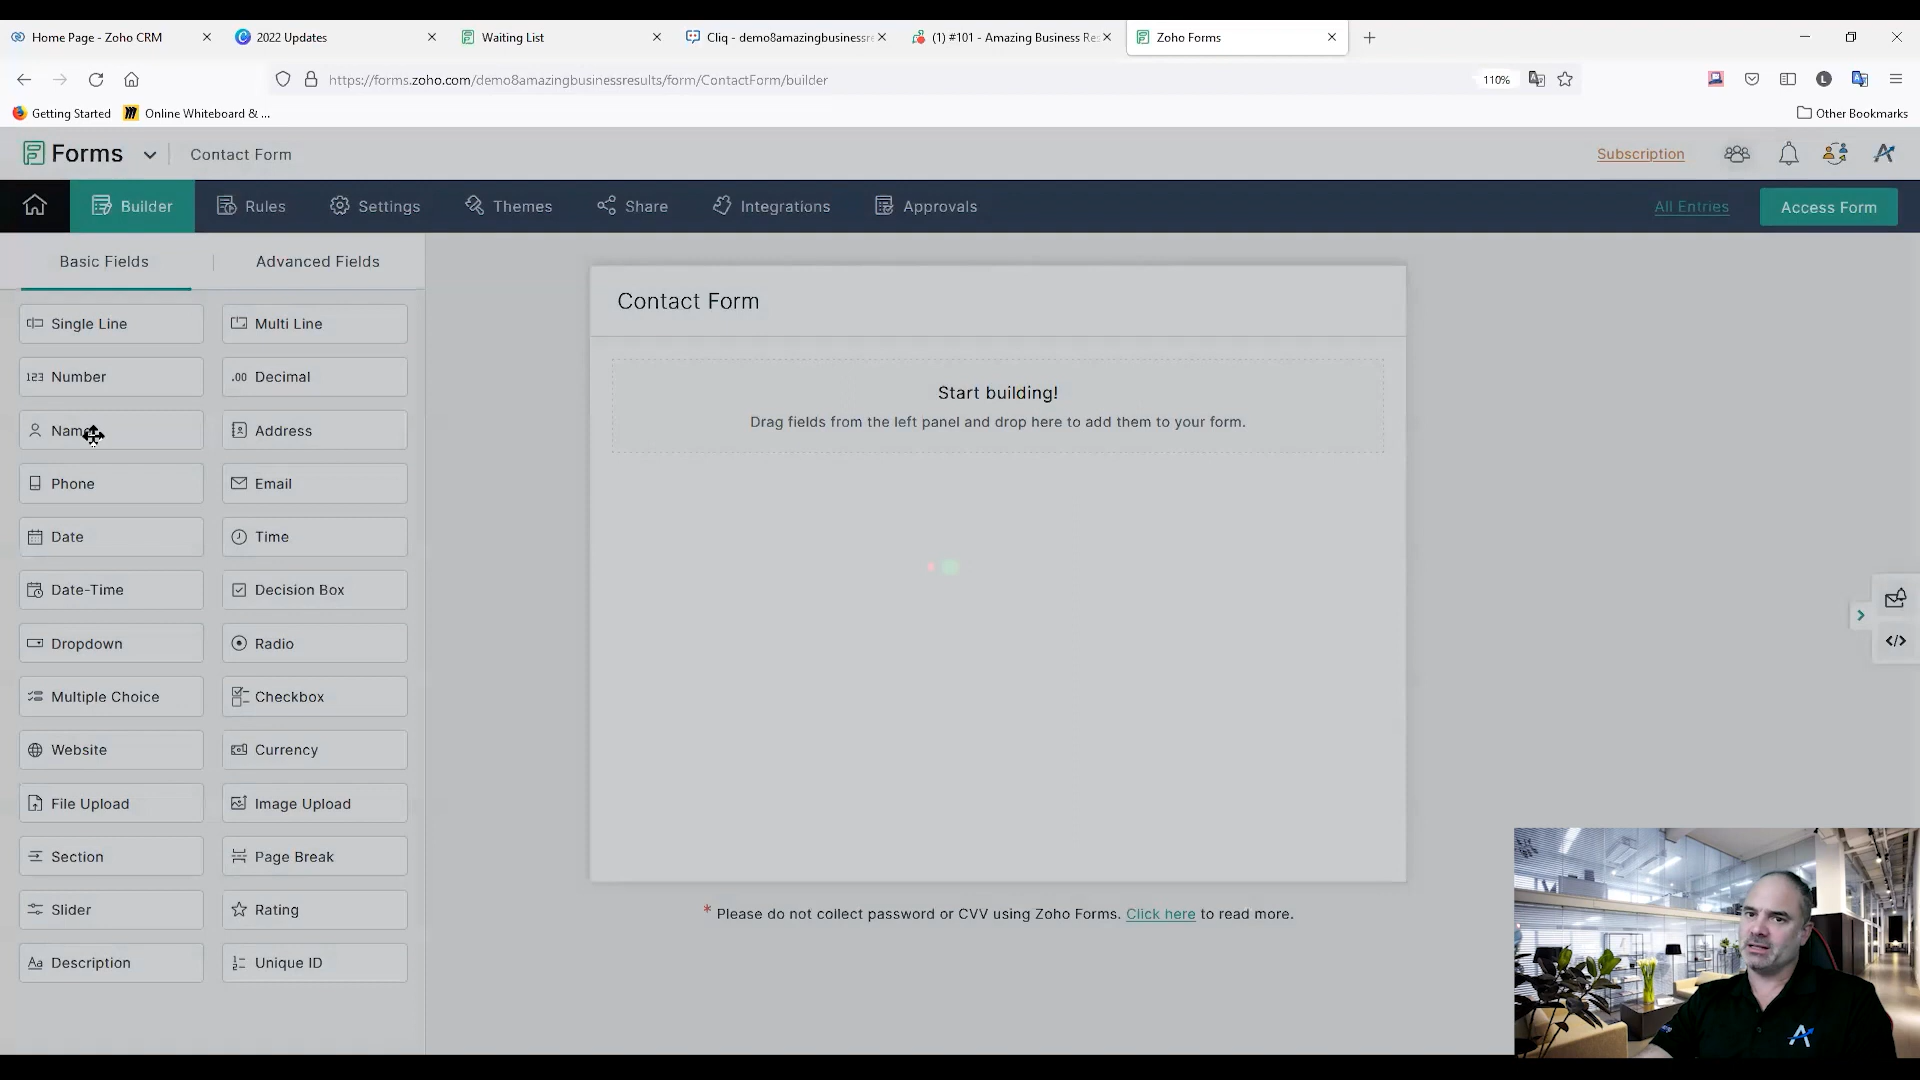 Home Page - Zoho CRM
2022 Updates
Waiting List
Cliq - demo8amazingbusinessre
(1) #101 - Amazing Business Res
Zoho Forms
https://forms.zoho.com/demo8amazingbusinessresults/form/ContactForm/builder
110%
L
Getting Started
Online Whiteboard & ...
Other Bookmarks
Forms
Contact Form
Subscription
Builder
Rules
Settings
Themes
Share
Integrations
Approvals
All Entries
Access Form
Basic Fields
Advanced Fields
Contact Form
Start building!
Drag fields from the left panel and drop here to add them to your form.
Single Line
Multi Line
123 Number
.00 Decimal
Name
Address
Phone
Email
Date
Time
Date-Time
Decision Box
Dropdown
Radio
Multiple Choice
Checkbox
Website
Currency
File Upload
Image Upload
Section
Page Break
Slider
Rating
Aa Description
Unique ID
* Please do not collect password or CVV using Zoho Forms. Click here to read more.